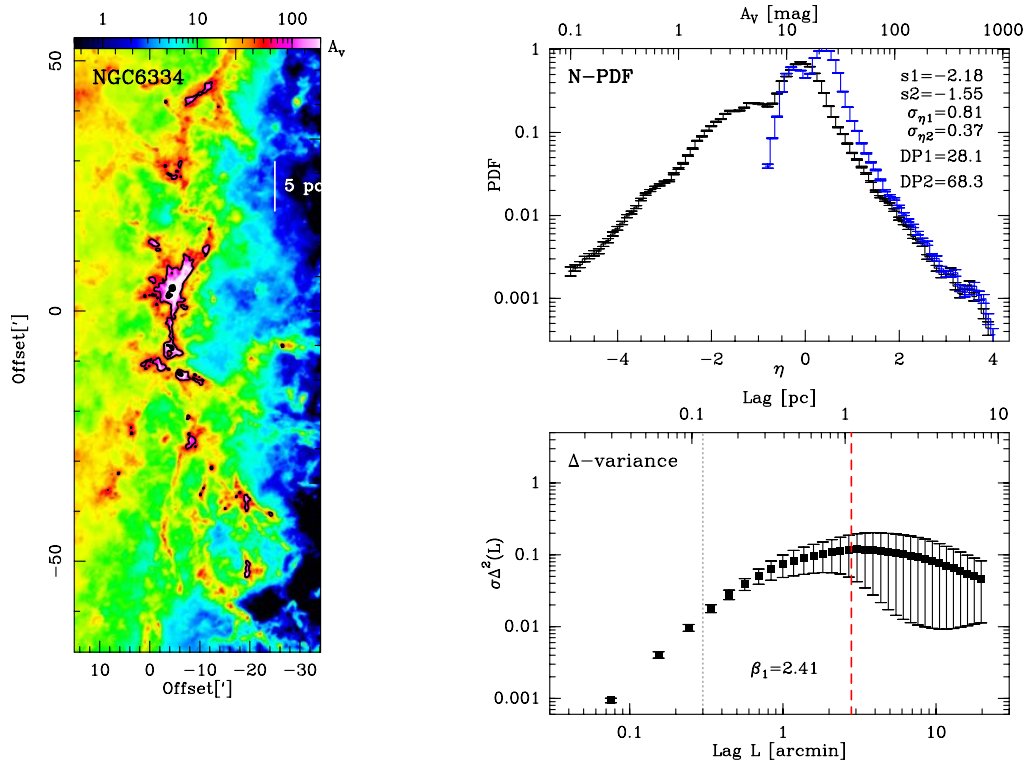 1 10 100
A_v
NGC6334
5 pc
50
0
−50
Offset[′]
10 0 −10 −20 −30
Offset[′]
A_V [mag]
0.1 1 10 100 1000
N-PDF
s1=−2.18
s2=−1.55
σ_η1=0.81
σ_η2=0.37
DP1=28.1
DP2=68.3
1
0.1
0.01
0.001
PDF
−4 −2 0 2 4
η
Lag [pc]
0.1 1 10
Δ-variance
1
0.1
0.01
0.001
σΔ²(L)
β₁=2.41
0.1 1 10
Lag L [arcmin]